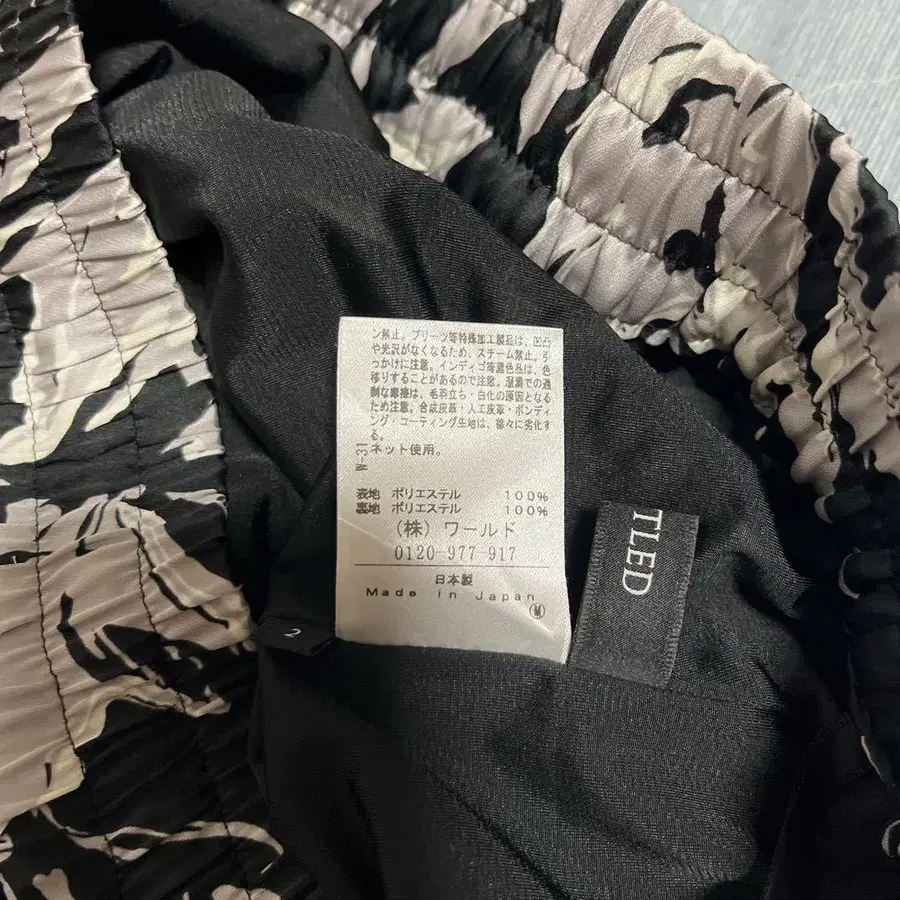 ン禁止。プリーツ等特殊加工製品は、凹凸
や光沢がなくなるため、スチーム禁止。引
っかけに注意。インディゴ等濃色品は、色
移りすることがあるので注意。湿潤での過
剰な摩擦は、毛羽立ち・白化の原因となる
ため注意。合成皮革・人工皮革・ボンディ
ング・コーティング生地は、徐々に劣化す
る。
ネット使用。
W-31
表地 ポリエステル 100%
裏地 ポリエステル 100%
(株) ワールド
0120-977-917
日本製
Made in Japan
2
TLED